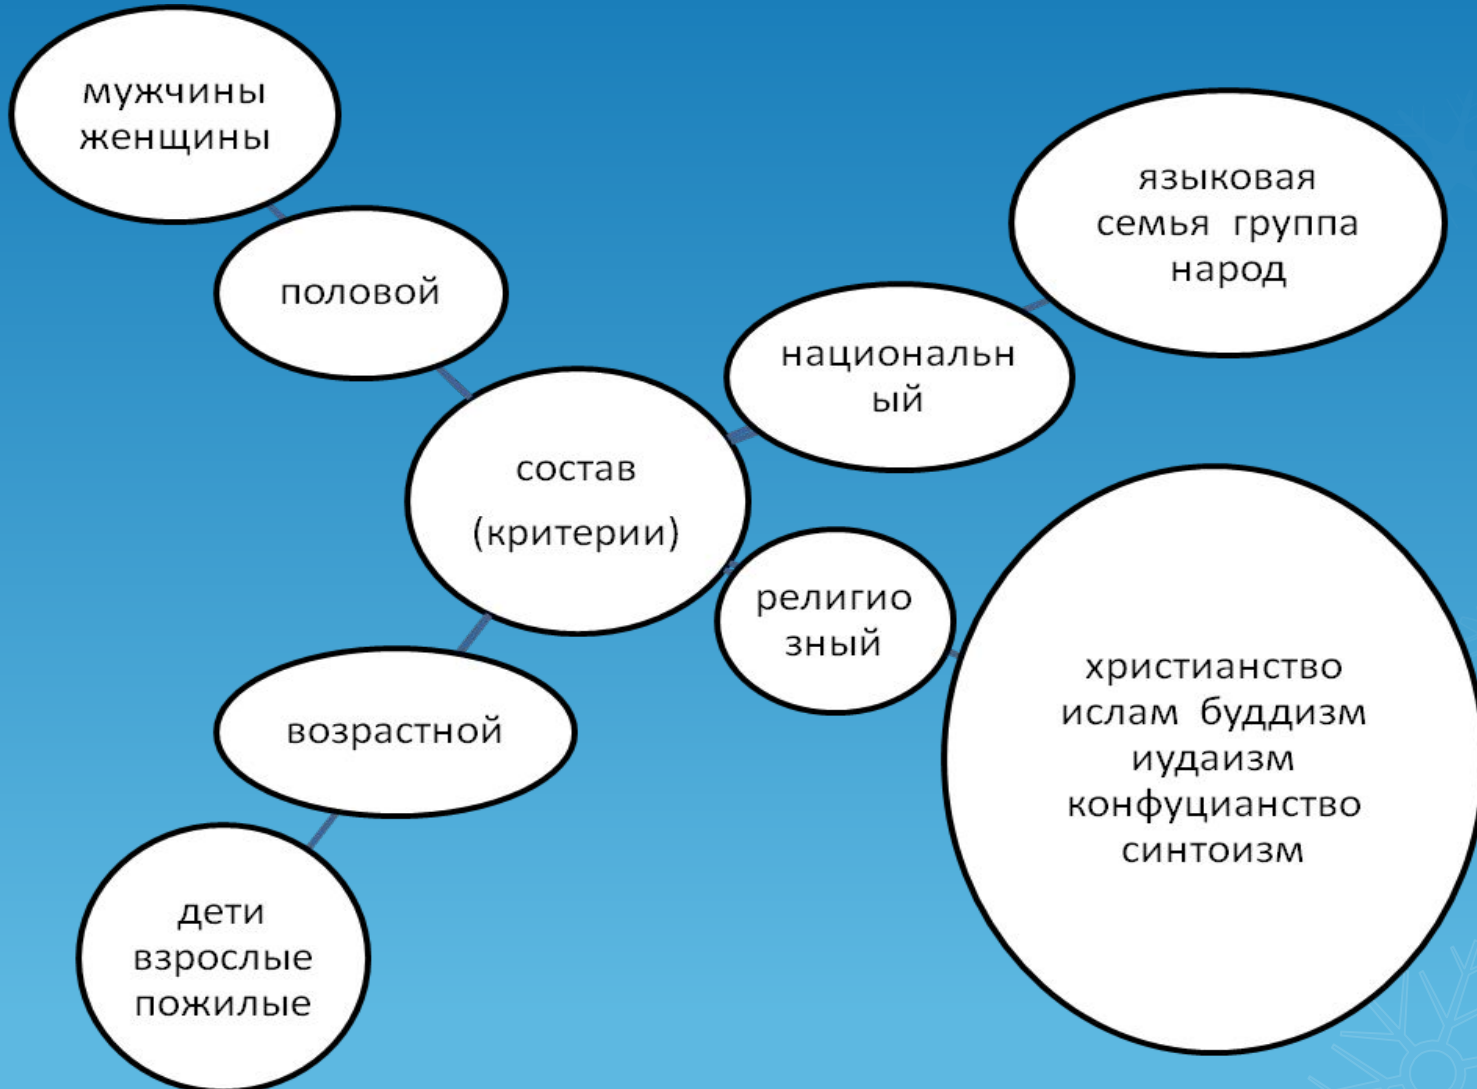 мужчины
женщины
половой
состав
(критерии)
национальн
ый
языковая
семья группа
народ
религио
зный
христианство
ислам буддизм
иудаизм
конфуцианство
синтоизм
возрастной
дети
взрослые
пожилые